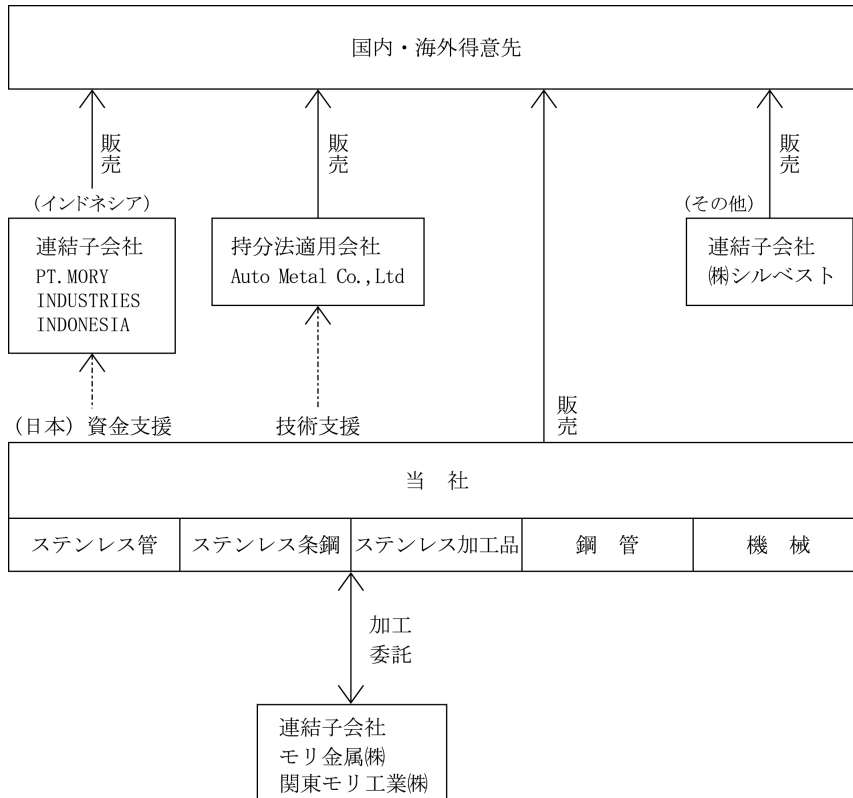 国内・海外得意先
販売
販売
販売
(インドネシア)
(その他)
連結子会社
PT.MORY
INDUSTRIES
INDONESIA
持分法適用会社
Auto Metal Co.,Ltd
連結子会社
㈱シルベスト
販売
(日本)
資金支援
技術支援
当 社
ステンレス管
ステンレス条鋼
ステンレス加工品
鋼 管
機 械
加工
委託
連結子会社
モリ金属㈱
関東モリ工業㈱